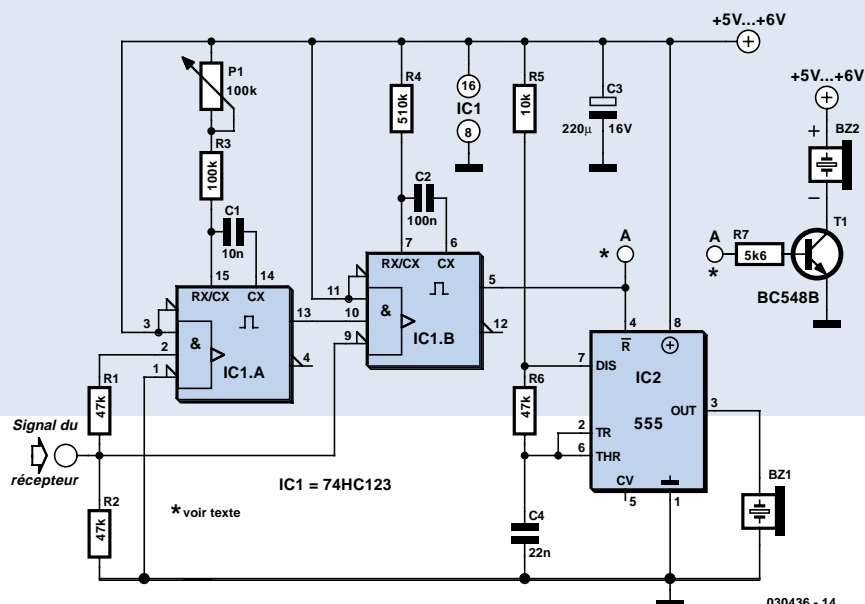 +5V...+6V
P1
100k
R3
100k
C1
10n
R4
510k
C2
100n
16
IC1
8
R5
10k
C3
220µ
16V
+5V...+6V
+
BZ2
–
T1
A
*
R7
5k6
BC548B
A
*
15
14
RX/CX
CX
3
&
2
1
13
4
IC1.A
7
6
RX/CX
CX
11
&
10
9
5
12
IC1.B
4
8
R
7
DIS
IC2
OUT
3
555
2
TR
6
THR
CV
5
1
R1
47k
Signal du
récepteur
R2
47k
R6
47k
C4
22n
BZ1
IC1 = 74HC123
* voir texte
030436 - 14